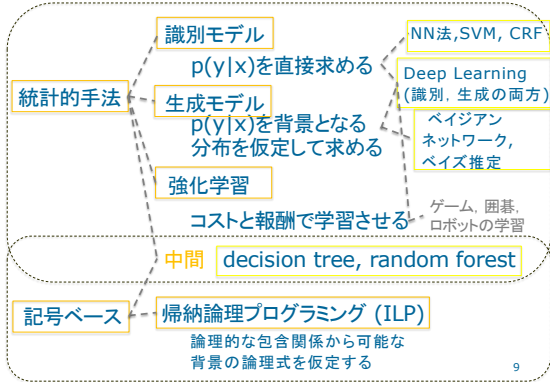 識別モデル
NN法,SVM, CRF
p(y|x)を直接求める
Deep Learning
(識別, 生成の両方)
統計的手法
生成モデル
p(y|x)を背景となる
分布を仮定して求める
ベイジアン
ネットワーク,
ベイズ推定
強化学習
コストと報酬で学習させる
ゲーム, 囲碁,
ロボットの学習
中間 decision tree, random forest
記号ベース
帰納論理プログラミング (ILP)
論理的な包含関係から可能な
背景の論理式を仮定する
9